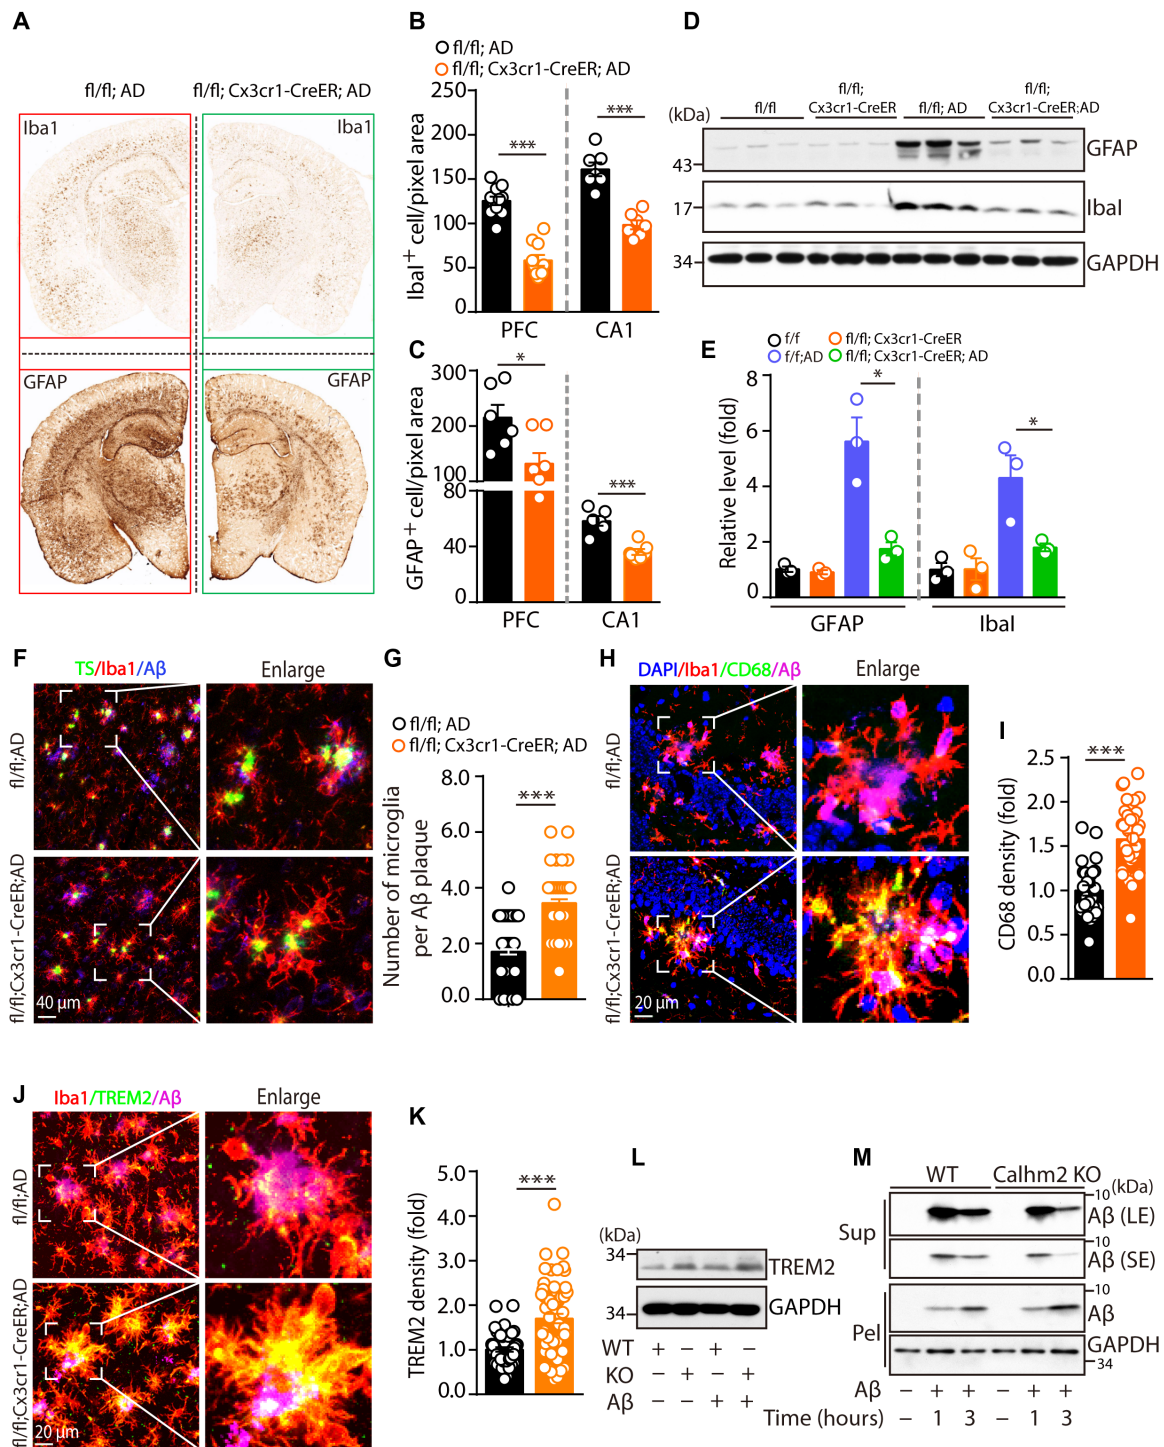 A
fl/fl; AD
fl/fl; Cx3cr1-CreER; AD
Iba1
Iba1
GFAP
GFAP
B
fl/fl; AD
fl/fl; Cx3cr1-CreER; AD
IbaI+ cell/pixel area
250
200
150
100
50
0
***
***
PFC
CA1
C
GFAP+ cell/pixel area
300
200
100
80
40
0
*
***
PFC
CA1
D
(kDa)
fl/fl
fl/fl;
Cx3cr1-CreER
fl/fl; AD
fl/fl;
Cx3cr1-CreER;AD
43
GFAP
17
IbaI
34
GAPDH
E
f/f
fl/fl; Cx3cr1-CreER
f/f;AD
fl/fl; Cx3cr1-CreER; AD
Relative level (fold)
8
6
4
2
0
*
*
GFAP
IbaI
F
TS/Iba1/Aβ
Enlarge
fl/fl;AD
fl/fl;Cx3cr1-CreER;AD
40 μm
G
fl/fl; AD
fl/fl; Cx3cr1-CreER; AD
Number of microglia
per Aβ plaque
8.0
6.0
4.0
2.0
0.0
***
H
DAPI/Iba1/CD68/Aβ
Enlarge
fl/fl;AD
fl/fl;Cx3cr1-CreER;AD
20 μm
I
CD68 density (fold)
2.5
2.0
1.5
1.0
0.5
0.0
***
J
Iba1/TREM2/Aβ
Enlarge
fl/fl;AD
fl/fl;Cx3cr1-CreER;AD
20 μm
K
TREM2 density (fold)
5.0
4.0
3.0
2.0
1.0
0.0
***
L
(kDa)
34
TREM2
34
GAPDH
WT + − + −
KO − + − +
Aβ − − + +
M
WT
Calhm2 KO
10 (kDa)
Sup
Aβ (LE)
10
Aβ (SE)
10
Pel
Aβ
GAPDH
34
Aβ − + + − + +
Time (hours) − 1 3 − 1 3